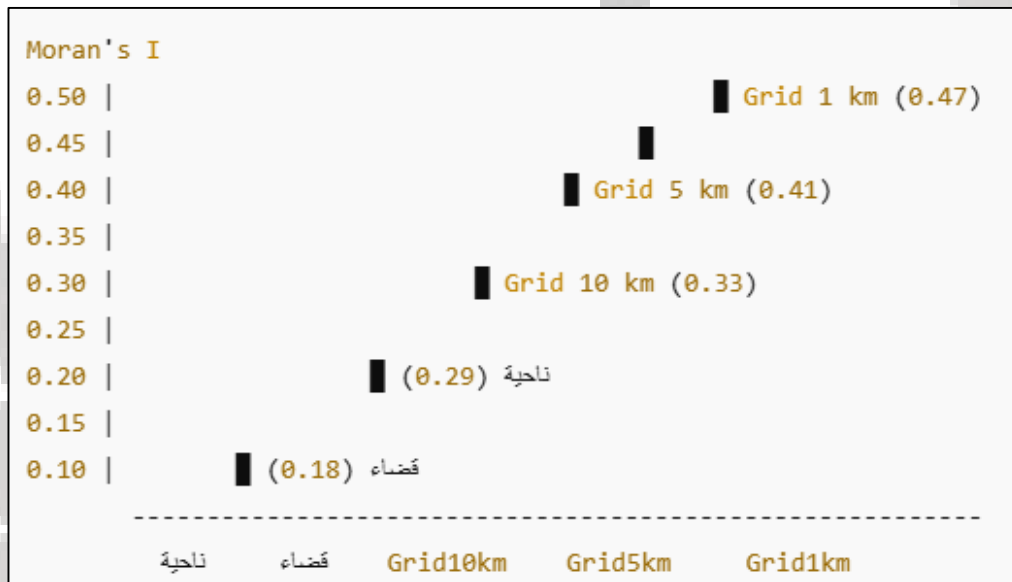 Moran's I
0.50 | █ Grid 1 km (0.47)
0.45 | █
0.40 | █ Grid 5 km (0.41)
0.35 |
0.30 | █ Grid 10 km (0.33)
0.25 |
0.20 | █ (0.29) ناحية
0.15 |
0.10 | █ (0.18) قضاء
---------------------------------------------------------
ناحية قضاء Grid10km Grid5km Grid1km